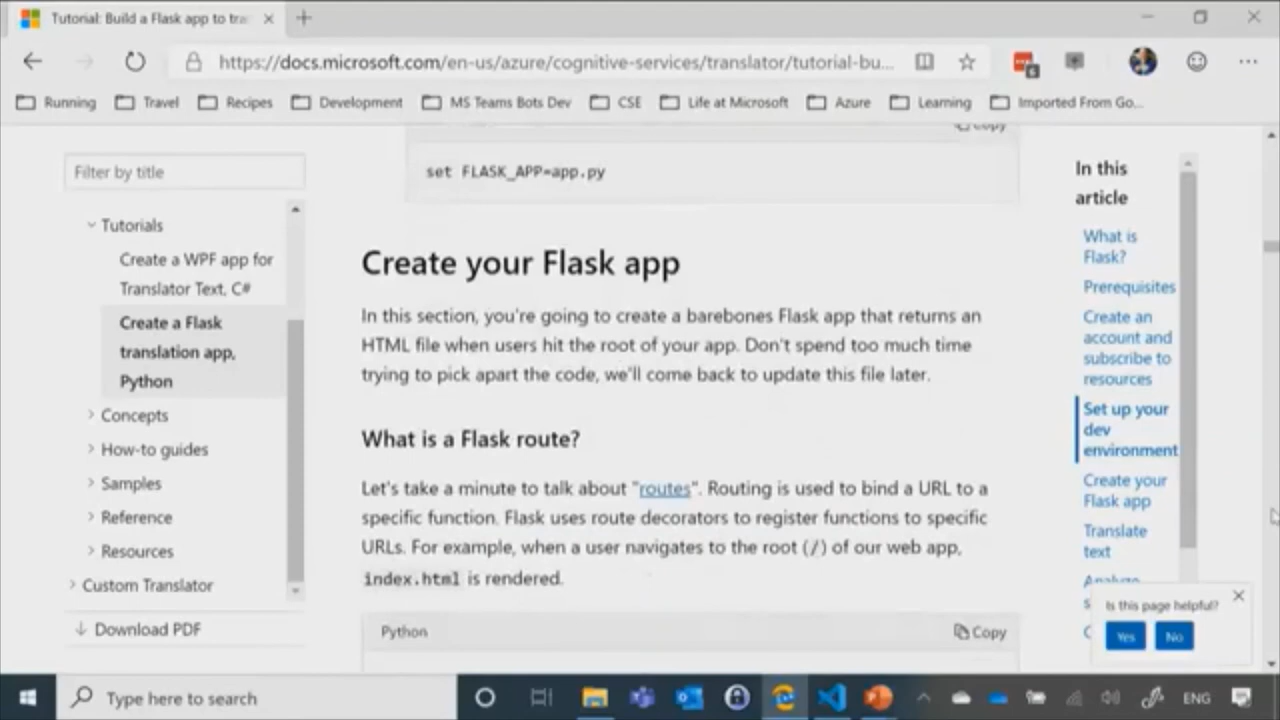 Tutorial: Build a Flask app to tra
https://docs.microsoft.com/en-us/azure/cognitive-services/translator/tutorial-bu...
6
Running
Travel
Recipes
Development
MS Teams Bots Dev
CSE
Life at Microsoft
Azure
Learning
Imported From Go...
Filter by title
Tutorials
Create a WPF app for
Translator Text, C#
Create a Flask
translation app,
Python
Concepts
How-to guides
Samples
Reference
Resources
Custom Translator
Download PDF
Copy
set FLASK_APP=app.py
Create your Flask app
In this section, you're going to create a barebones Flask app that returns an
HTML file when users hit the root of your app. Don't spend too much time
trying to pick apart the code, we'll come back to update this file later.
What is a Flask route?
Let's take a minute to talk about "routes". Routing is used to bind a URL to a
specific function. Flask uses route decorators to register functions to specific
URLs. For example, when a user navigates to the root (/) of our web app,
index.html is rendered.
Python
Copy
In this
article
What is
Flask?
Prerequisites
Create an
account and
subscribe to
resources
Set up your
dev
environment
Create your
Flask app
Translate
text
Analyze
Is this page helpful?
Yes
No
Type here to search
ENG